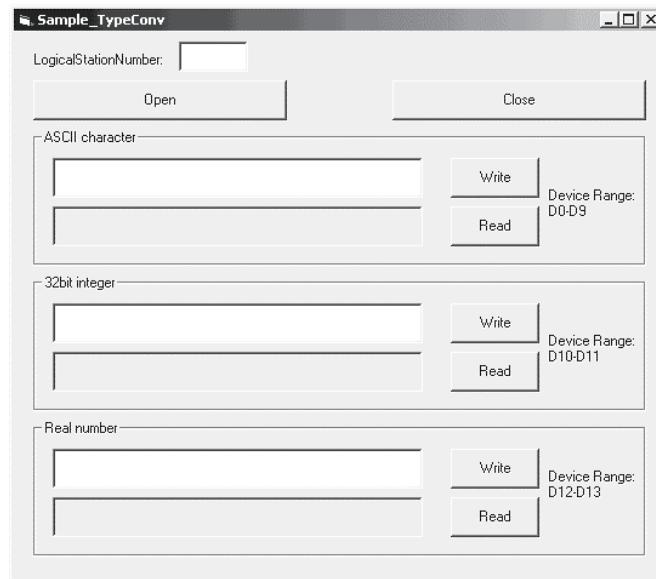 Sample_TypeConv
LogicalStationNumber:
Open Close
ASCII character
Write
Device Range:
D0-D9
Read
32bit integer
Write
Device Range:
D10-D11
Read
Real number
Write
Device Range:
D12-D13
Read